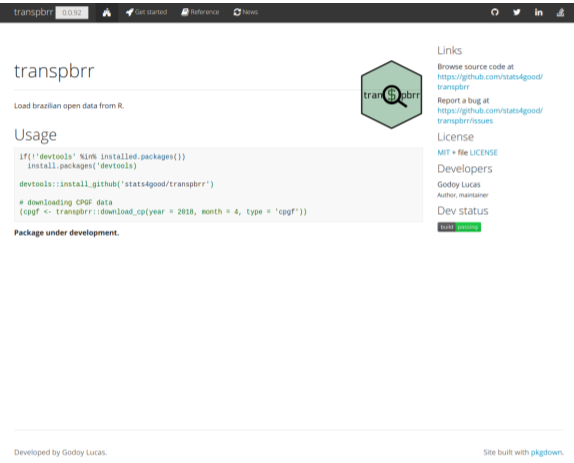 transpbrr 0.0.92 Get started Reference News
transpbrr
tran$pbrr
Load brazilian open data from R.
Usage
if(!'devtools' %in% installed.packages())
install.packages('devtools)
devtools::install_github('stats4good/transpbrr')
# downloading CPGF data
(cpgf <- transpbrr::download_cp(year = 2018, month = 4, type = 'cpgf'))
Package under development.
Links
Browse source code at
https://github.com/stats4good/
transpbrr
Report a bug at
https://github.com/stats4good/
transpbrr/issues
License
MIT + file LICENSE
Developers
Godoy Lucas
Author, maintainer
Dev status
build passing
Developed by Godoy Lucas.
Site built with pkgdown.